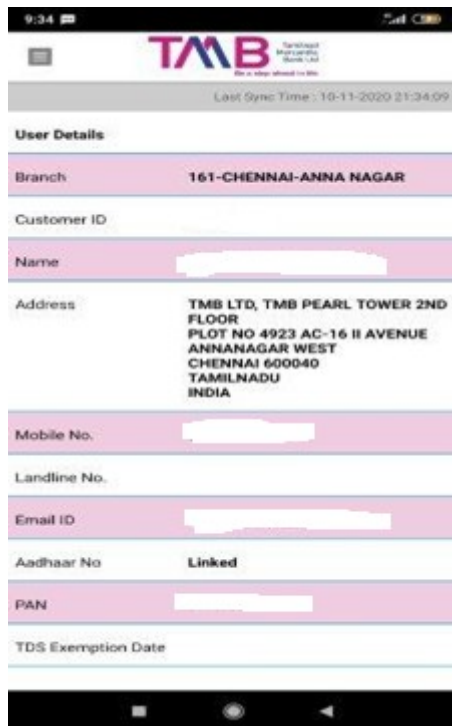 9:34
TMB Tamilnad Mercantile Bank Ltd
Be a step ahead in life
Last Sync Time : 10-11-2020 21:34:09
User Details
Branch 161-CHENNAI-ANNA NAGAR
Customer ID
Name
Address TMB LTD, TMB PEARL TOWER 2ND
FLOOR
PLOT NO 4923 AC-16 II AVENUE
ANNANAGAR WEST
CHENNAI 600040
TAMILNADU
INDIA
Mobile No.
Landline No.
Email ID
Aadhaar No Linked
PAN
TDS Exemption Date